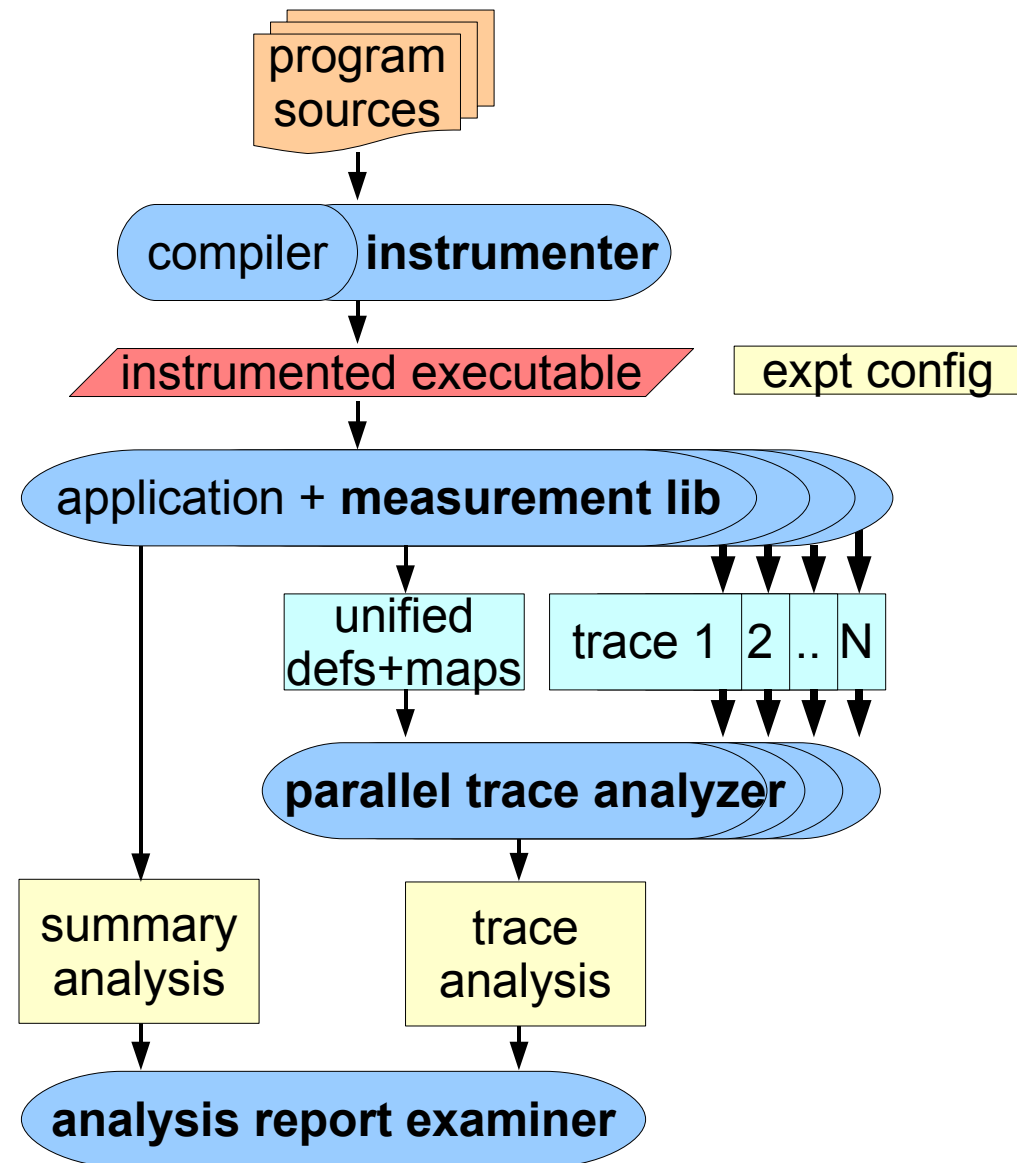 program
sources
compiler instrumenter
instrumented executable
expt config
application + measurement lib
unified
defs+maps
trace 1 2 .. N
parallel trace analyzer
summary
analysis
trace
analysis
analysis report examiner